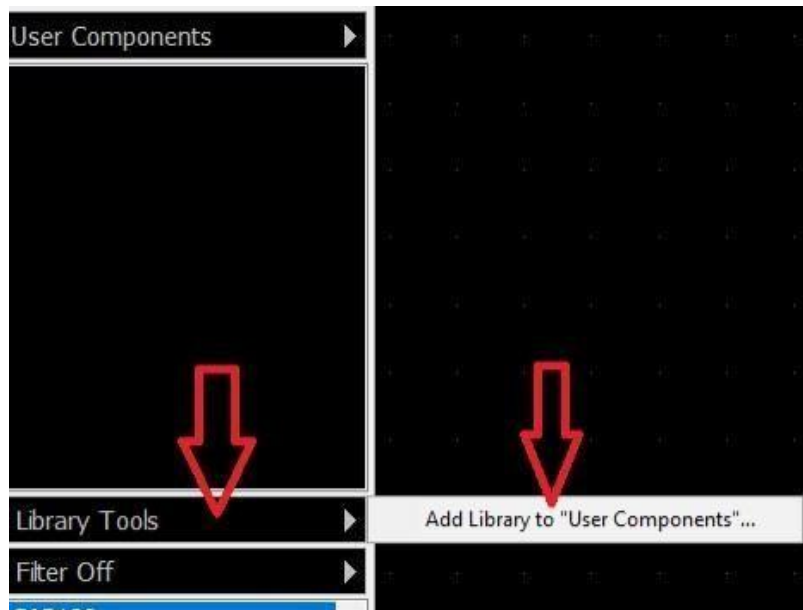 User Components
Library Tools
Add Library to "User Components"...
Filter Off